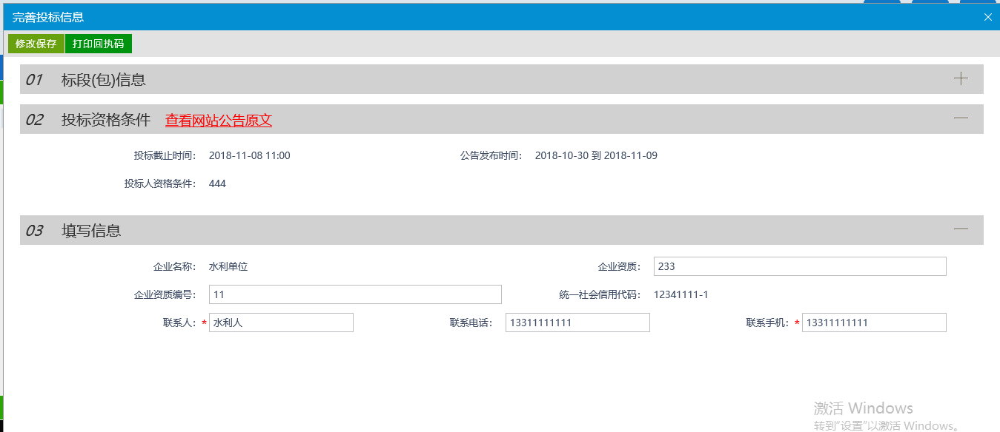 完善投标信息
修改保存 打印回执码
01 标段(包)信息
02 投标资格条件 查看网站公告原文
投标截止时间： 2018-11-08 11:00 公告发布时间： 2018-10-30 到 2018-11-09
投标人资格条件： 444
03 填写信息
企业名称： 水利单位 企业资质： 233
企业资质编号： 11 统一社会信用代码： 12341111-1
联系人：* 水利人 联系电话： 13311111111 联系手机：* 13311111111
激活 Windows
转到"设置"以激活 Windows。